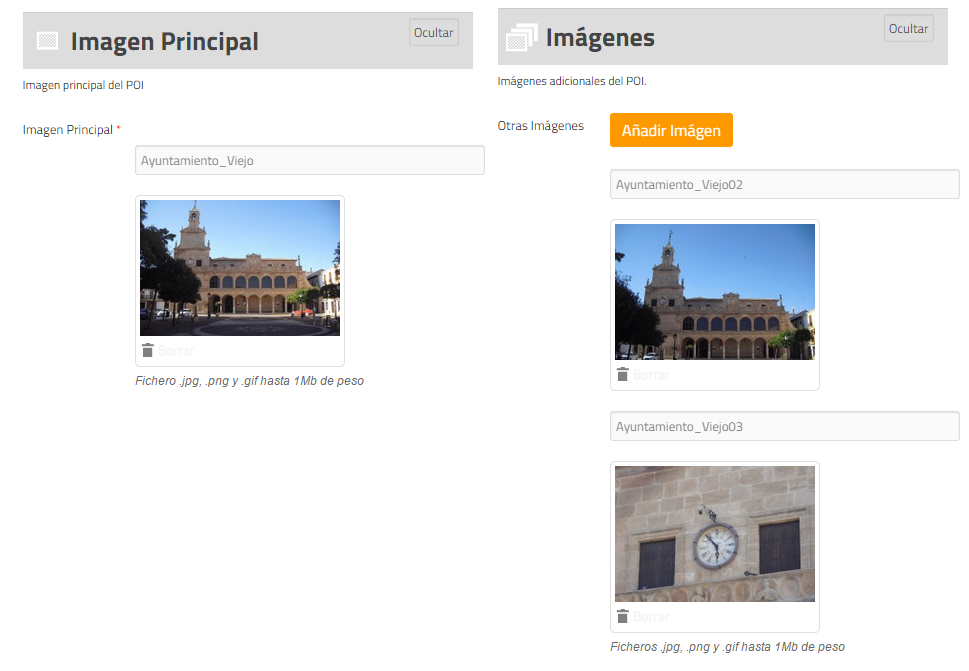 Imagen Principal
Ocultar
Imagen principal del POI
Imagen Principal *
Ayuntamiento_Viejo
Borrar
Fichero .jpg, .png y .gif hasta 1Mb de peso
Imágenes
Ocultar
Imágenes adicionales del POI.
Otras Imágenes
Añadir Imágen
Ayuntamiento_Viejo02
Borrar
Ayuntamiento_Viejo03
Borrar
Ficheros .jpg, .png y .gif hasta 1Mb de peso